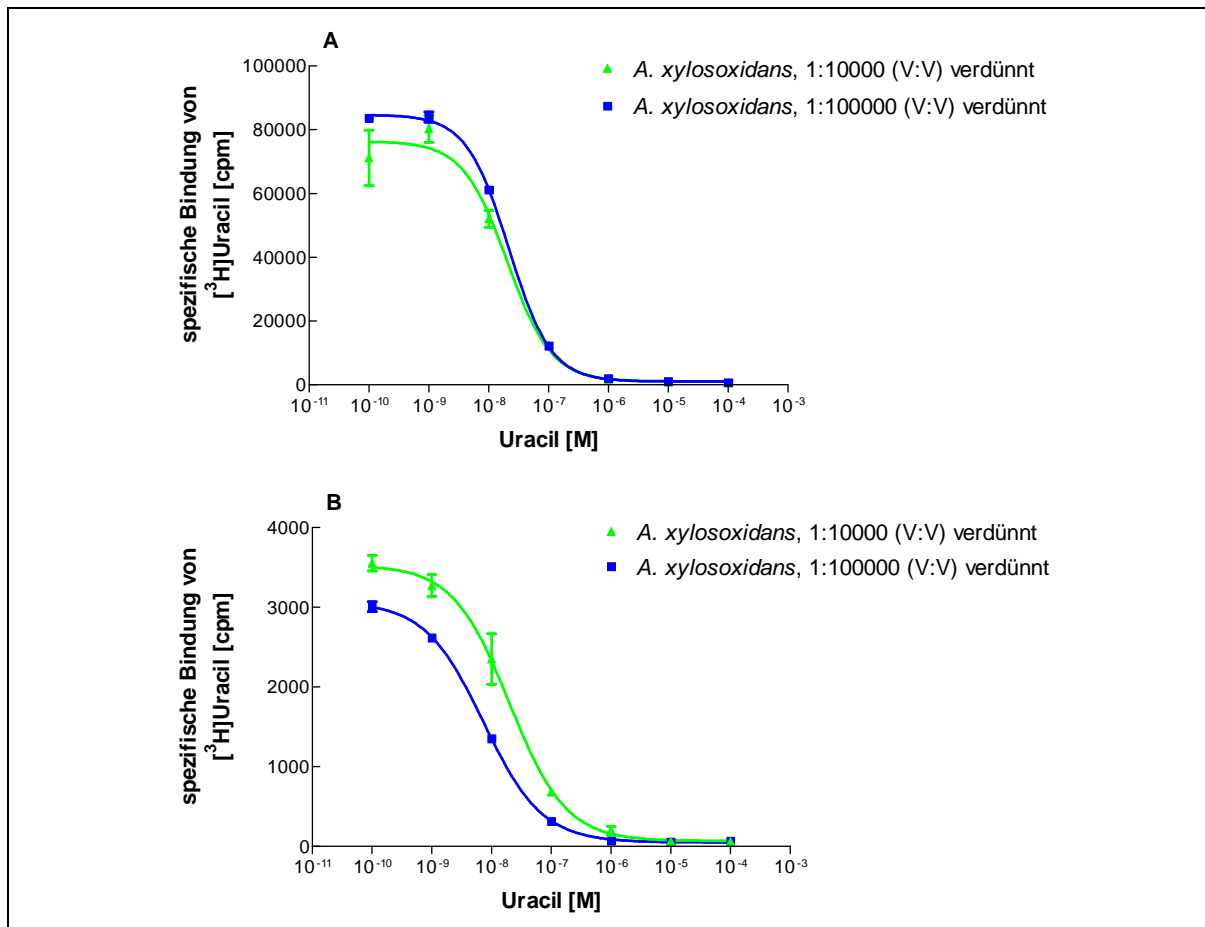 A
100000
80000
60000
40000
20000
0
spezifische Bindung von
[³H]Uracil [cpm]
A. xylosoxidans, 1:10000 (V:V) verdünnt
A. xylosoxidans, 1:100000 (V:V) verdünnt
10⁻¹¹ 10⁻¹⁰ 10⁻⁹ 10⁻⁸ 10⁻⁷ 10⁻⁶ 10⁻⁵ 10⁻⁴ 10⁻³
Uracil [M]
B
4000
3000
2000
1000
0
spezifische Bindung von
[³H]Uracil [cpm]
A. xylosoxidans, 1:10000 (V:V) verdünnt
A. xylosoxidans, 1:100000 (V:V) verdünnt
10⁻¹¹ 10⁻¹⁰ 10⁻⁹ 10⁻⁸ 10⁻⁷ 10⁻⁶ 10⁻⁵ 10⁻⁴ 10⁻³
Uracil [M]